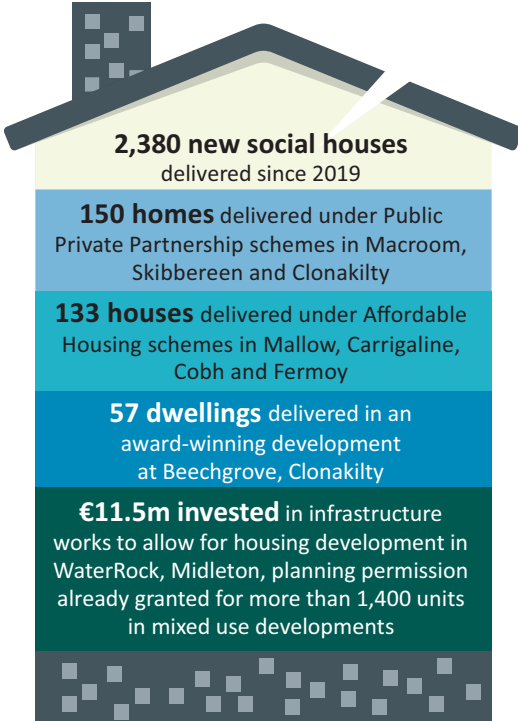 2,380 new social houses
delivered since 2019
150 homes delivered under Public
Private Partnership schemes in Macroom,
Skibbereen and Clonakilty
133 houses delivered under Affordable
Housing schemes in Mallow, Carrigaline,
Cobh and Fermoy
57 dwellings delivered in an
award-winning development
at Beechgrove, Clonakilty
€11.5m invested in infrastructure
works to allow for housing development in
WaterRock, Midleton, planning permission
already granted for more than 1,400 units
in mixed use developments